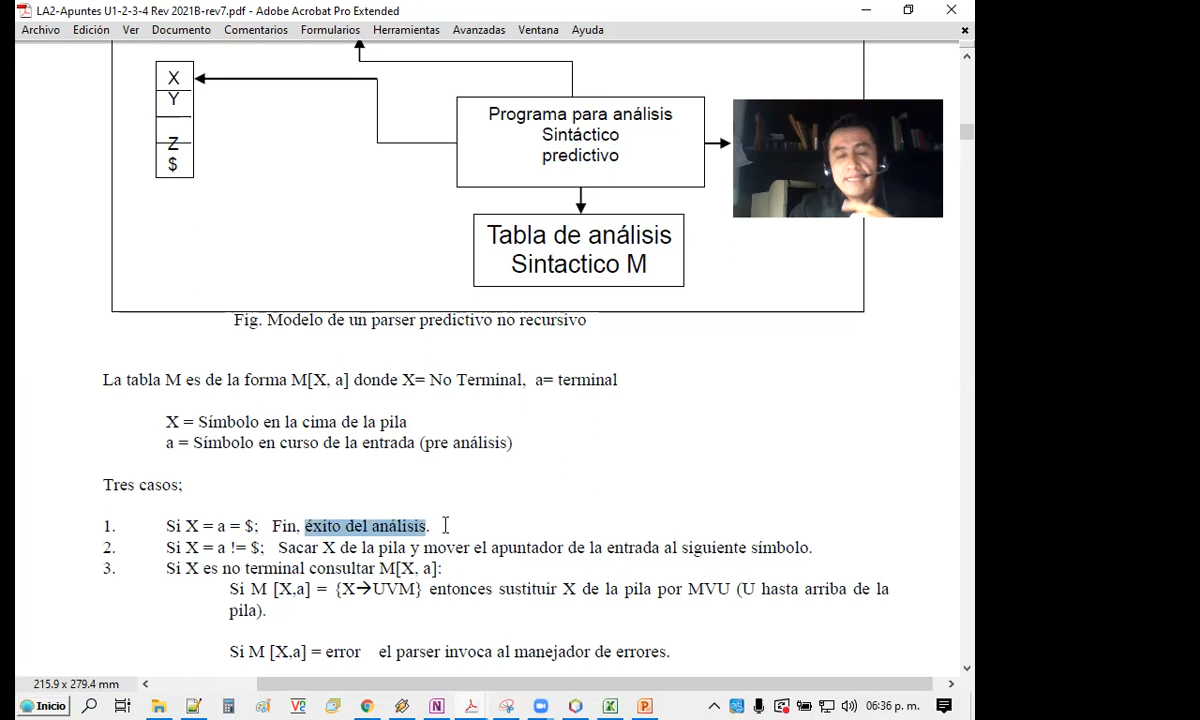 LA2-Apuntes U1-2-3-4 Rev 2021B-rev7.pdf - Adobe Acrobat Pro Extended
Archivo Edición Ver Documento Comentarios Formularios Herramientas Avanzadas Ventana Ayuda
X
Y
Z
$
Programa para análisis
Sintáctico
predictivo
Tabla de análisis
Sintactico M
Fig. Modelo de un parser predictivo no recursivo
La tabla M es de la forma M[X, a] donde X= No Terminal, a= terminal
X = Símbolo en la cima de la pila
a = Símbolo en curso de la entrada (pre análisis)
Tres casos;
1. Si X = a = $; Fin, éxito del análisis.
2. Si X = a != $; Sacar X de la pila y mover el apuntador de la entrada al siguiente símbolo.
3. Si X es no terminal consultar M[X, a]:
Si M [X,a] = {X→UVM} entonces sustituir X de la pila por MVU (U hasta arriba de la
pila).
Si M [X,a] = error el parser invoca al manejador de errores.
215.9 x 279.4 mm
Inicio 06:36 p. m.